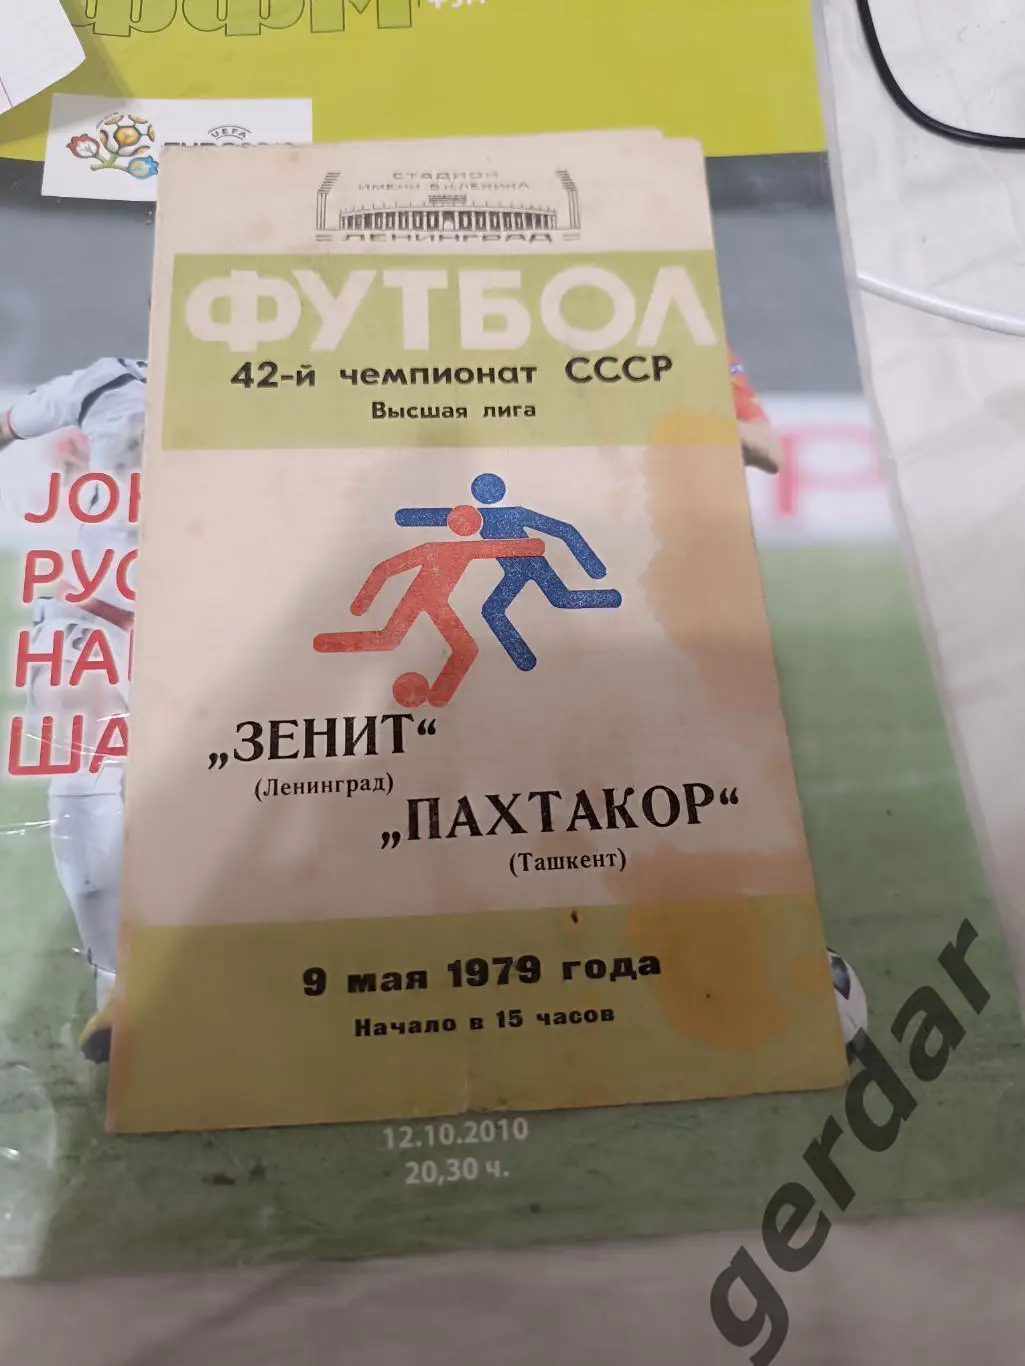 UEFA
СТАДИОН
ИМЕНИ В.И.ЛЕНИНА
ЛЕНИНГРАД
ФУТБОЛ
42-й чемпионат СССР
Высшая лига
„ЗЕНИТ“
(Ленинград)
„ПАХТАКОР“
(Ташкент)
9 мая 1979 года
Начало в 15 часов
12.10.2010
20,30 ч.
gerdar